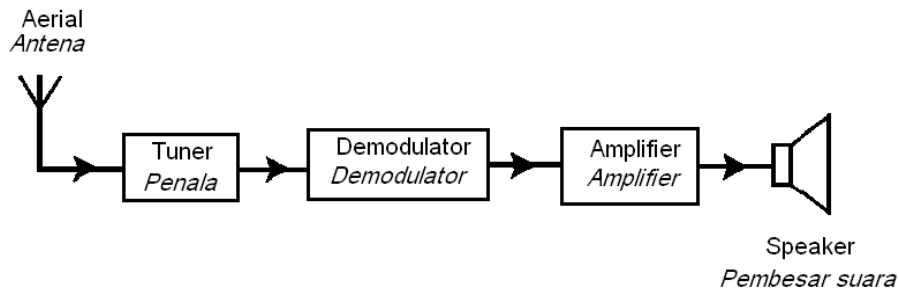 Aerial
Antena
Tuner
Penala
Demodulator
Demodulator
Amplifier
Amplifier
Speaker
Pembesar suara